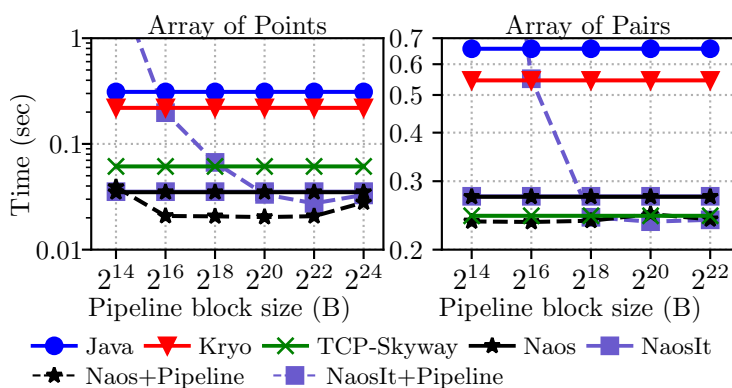 Array of Points
Array of Pairs
Time (sec)
1
0.1
0.01
2^14 2^16 2^18 2^20 2^22 2^24
Pipeline block size (B)
0.7
0.6
0.5
0.4
0.3
0.2
2^14 2^16 2^18 2^20 2^22
Pipeline block size (B)
Java Kryo TCP-Skyway Naos NaosIt
Naos+Pipeline NaosIt+Pipeline